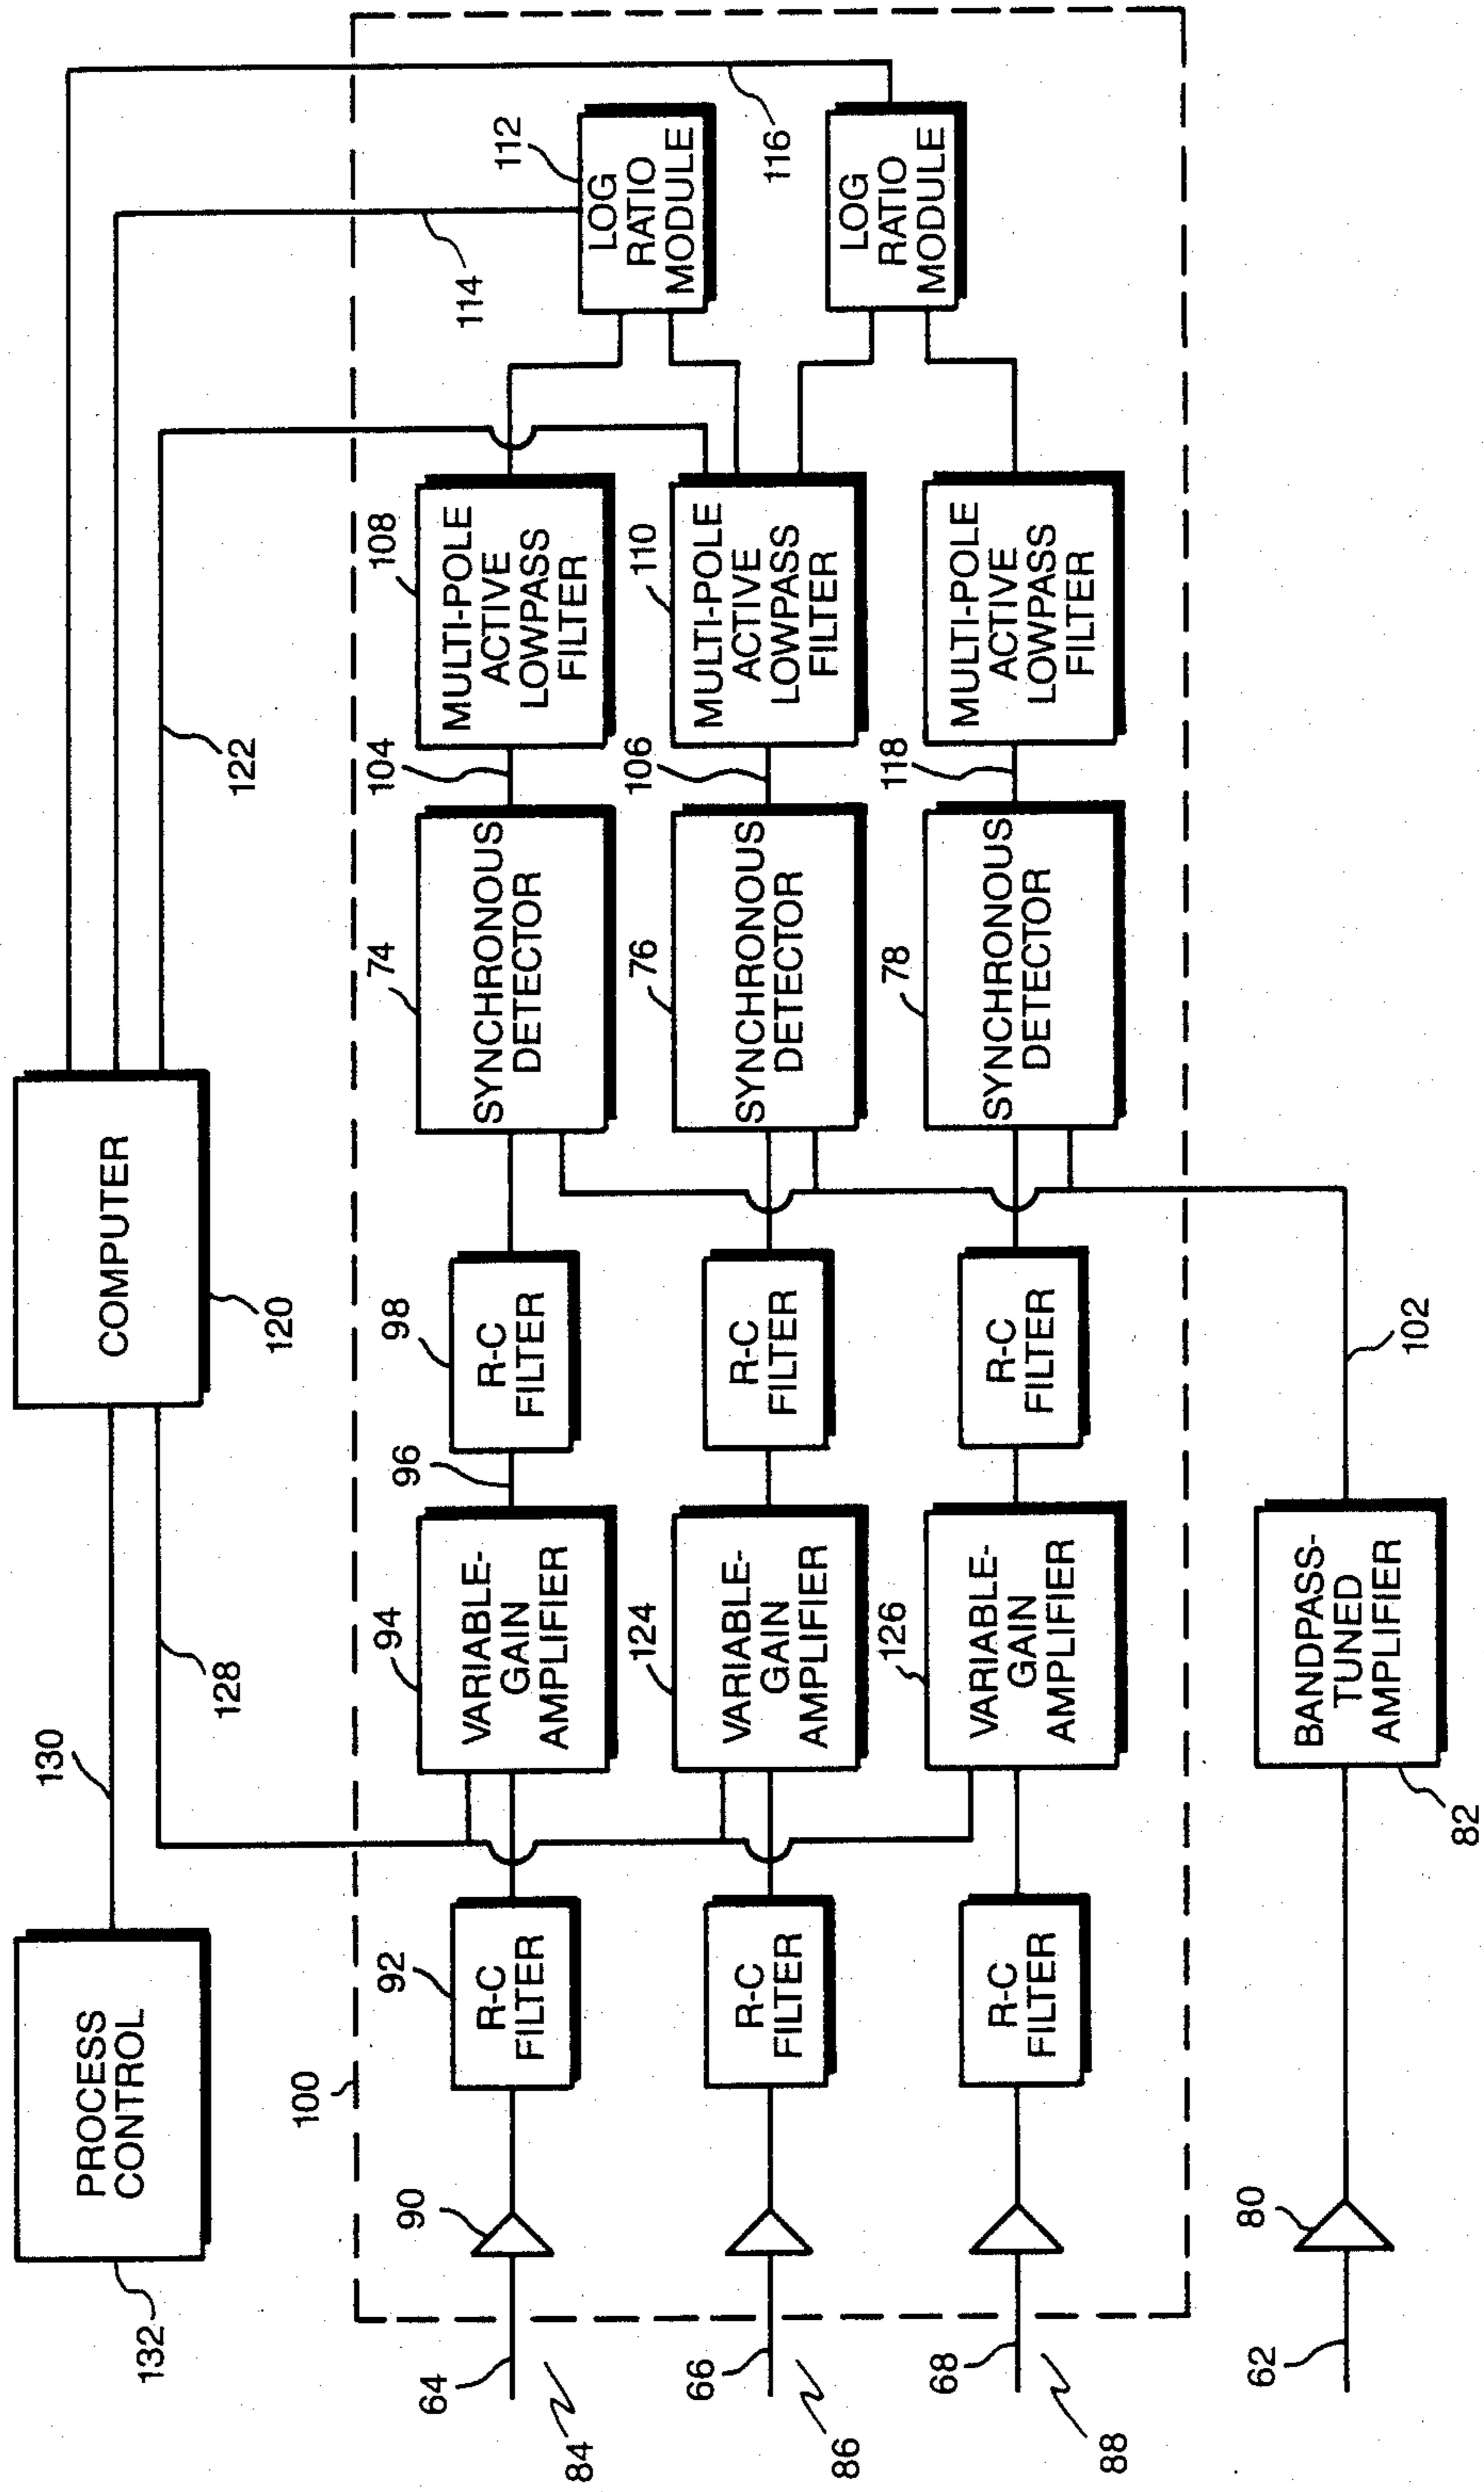 PROCESS
CONTROL
132
130
128
COMPUTER
120
122
114
116
100
64
84
90
92
R-C
FILTER
94
VARIABLE-
GAIN
AMPLIFIER
96
98
R-C
FILTER
74
SYNCHRONOUS
DETECTOR
104
108
MULTI-POLE
ACTIVE
LOWPASS
FILTER
112
LOG
RATIO
MODULE
66
86
R-C
FILTER
124
VARIABLE-
GAIN
AMPLIFIER
R-C
FILTER
76
SYNCHRONOUS
DETECTOR
106
110
MULTI-POLE
ACTIVE
LOWPASS
FILTER
LOG
RATIO
MODULE
68
88
R-C
FILTER
126
VARIABLE-
GAIN
AMPLIFIER
R-C
FILTER
78
SYNCHRONOUS
DETECTOR
118
MULTI-POLE
ACTIVE
LOWPASS
FILTER
62
80
BANDPASS-
TUNED
AMPLIFIER
82
102